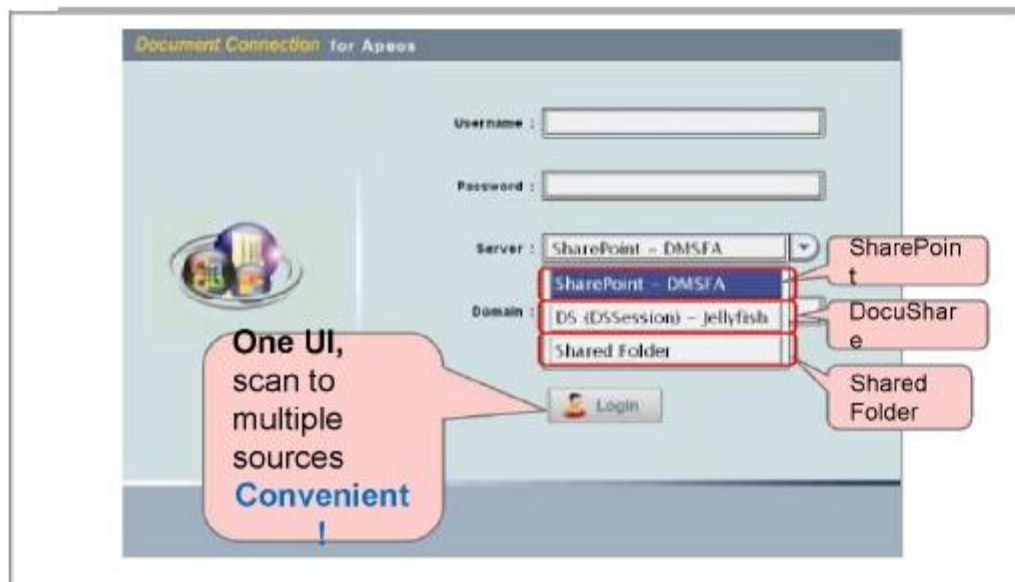 Document Connection for Apeos
Username :
Password :
Server : SharePoint - DMSFA
SharePoint - DMSFA
Domain :
DS (DSSession) - Jellyfish
Shared Folder
Login
SharePoin
t
DocuShar
e
Shared
Folder
One UI,
scan to
multiple
sources
Convenient
!